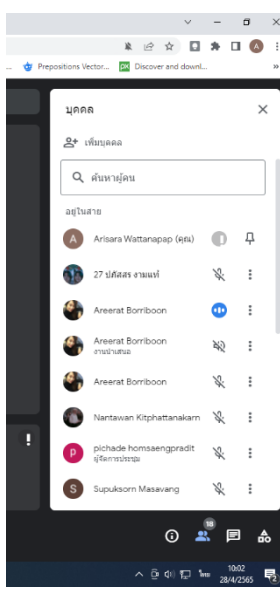 Prepositions Vector...
Discover and downl...
บุคคล
เพิ่มบุคคล
ค้นหาผู้คน
อยู่ในสาย
A
Arisara Wattanapap (คุณ)
27 ปภัสสร งามแท้
Areerat Borriboon
Areerat Borriboon
งานนำเสนอ
Areerat Borriboon
Nantawan Kitphattanakarn
p
pichade homsaengpradit
ผู้จัดการประชุม
S
Supuksorn Masavang
18
ไทย
10:02
28/4/2565
2